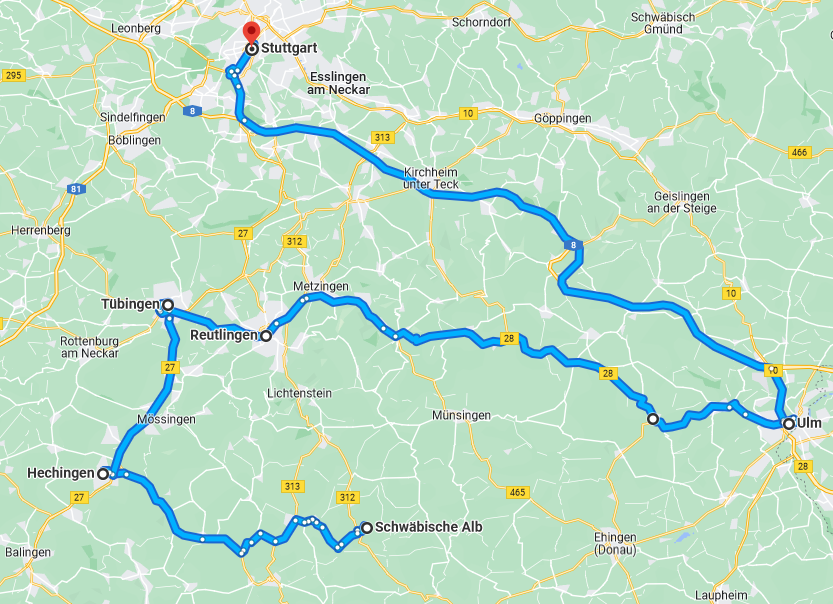 Leonberg
Schorndorf
Schwäbisch
Gmünd
Stuttgart
295
Esslingen
am Neckar
8
10
Sindelfingen
Göppingen
Böblingen
313
466
Kirchheim
unter Teck
81
Geislingen
an der Steige
Herrenberg
27
312
8
Metzingen
10
Tübingen
Reutlingen
28
Rottenburg
am Neckar
27
28
Lichtenstein
Mössingen
Münsingen
Ulm
Hechingen
28
27
313
312
465
Schwäbische Alb
Balingen
Ehingen
(Donau)
Laupheim